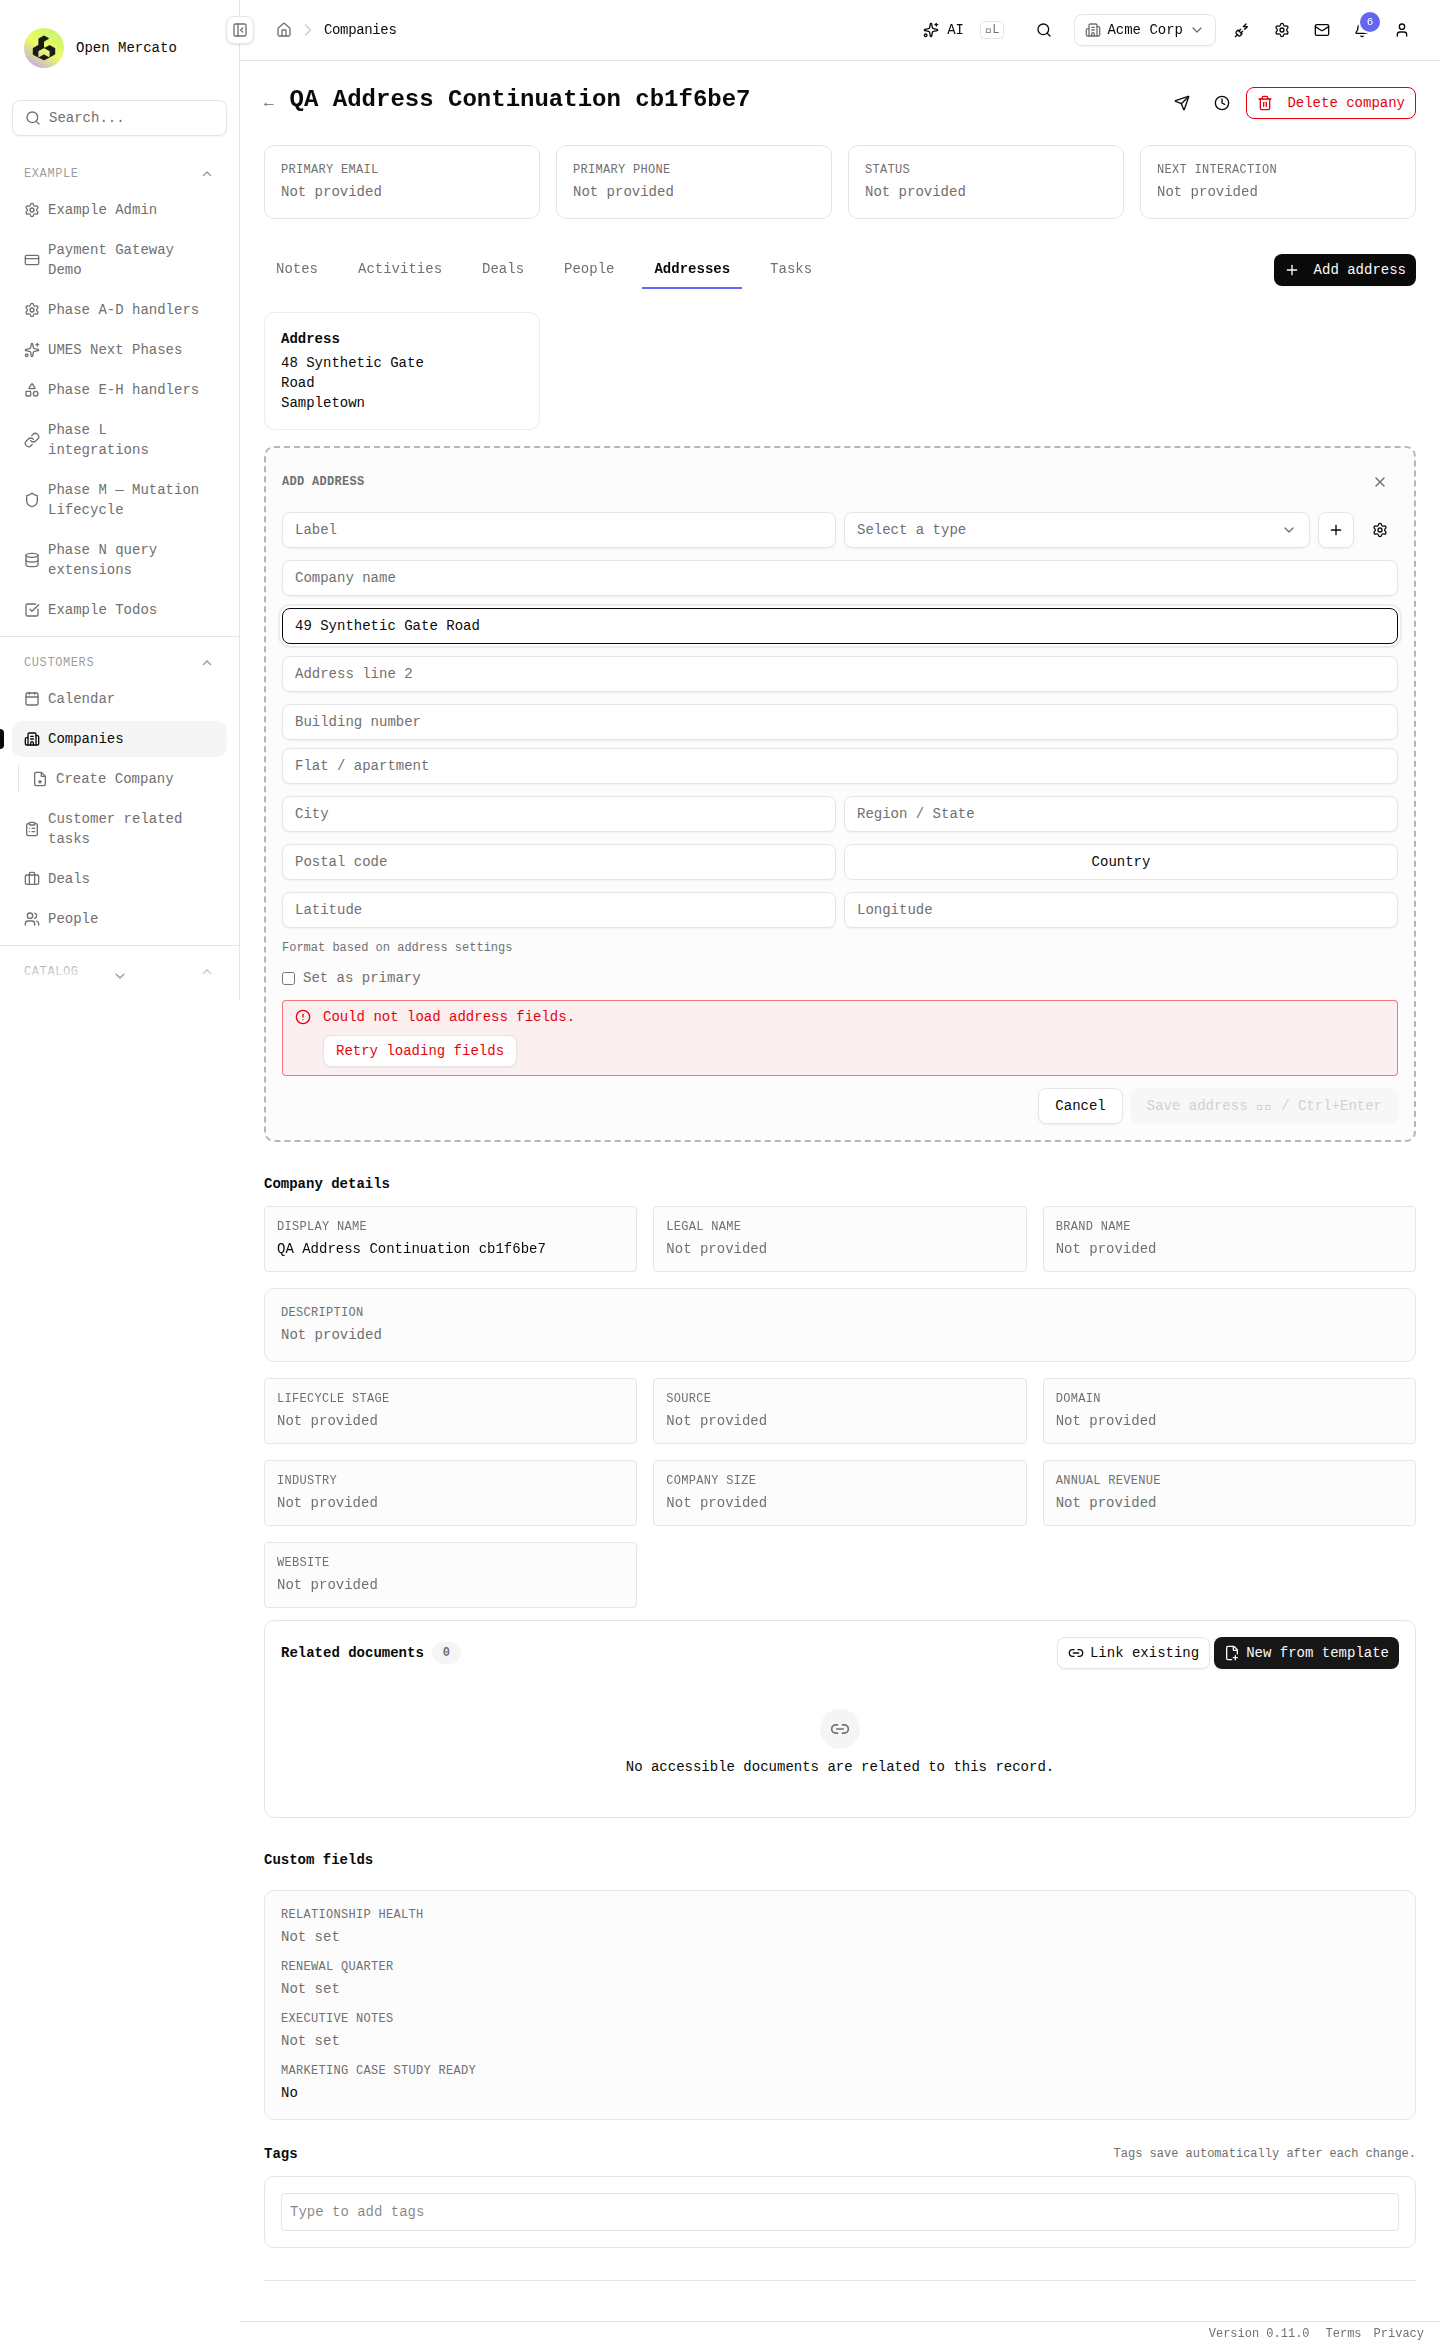 Open Mercato
Search...
EXAMPLE
Example Admin
Payment Gateway
Demo
Phase A-D handlers
UMES Next Phases
Phase E-H handlers
Phase L
integrations
Phase M — Mutation
Lifecycle
Phase N query
extensions
Example Todos
CUSTOMERS
Calendar
Companies
Create Company
Customer related
tasks
Deals
People
CATALOG
Companies
AI
L
Acme Corp
6
← QA Address Continuation cb1f6be7
Delete company
PRIMARY EMAIL
Not provided
PRIMARY PHONE
Not provided
STATUS
Not provided
NEXT INTERACTION
Not provided
Notes
Activities
Deals
People
Addresses
Tasks
Add address
Address
48 Synthetic Gate
Road
Sampletown
ADD ADDRESS
Label
Select a type
Company name
49 Synthetic Gate Road
Address line 2
Building number
Flat / apartment
City
Region / State
Postal code
Country
Latitude
Longitude
Format based on address settings
Set as primary
Could not load address fields.
Retry loading fields
Cancel
Save address / Ctrl+Enter
Company details
DISPLAY NAME
QA Address Continuation cb1f6be7
LEGAL NAME
Not provided
BRAND NAME
Not provided
DESCRIPTION
Not provided
LIFECYCLE STAGE
Not provided
SOURCE
Not provided
DOMAIN
Not provided
INDUSTRY
Not provided
COMPANY SIZE
Not provided
ANNUAL REVENUE
Not provided
WEBSITE
Not provided
Related documents 0
Link existing
New from template
No accessible documents are related to this record.
Custom fields
RELATIONSHIP HEALTH
Not set
RENEWAL QUARTER
Not set
EXECUTIVE NOTES
Not set
MARKETING CASE STUDY READY
No
Tags
Tags save automatically after each change.
Type to add tags
Version 0.11.0
Terms
Privacy